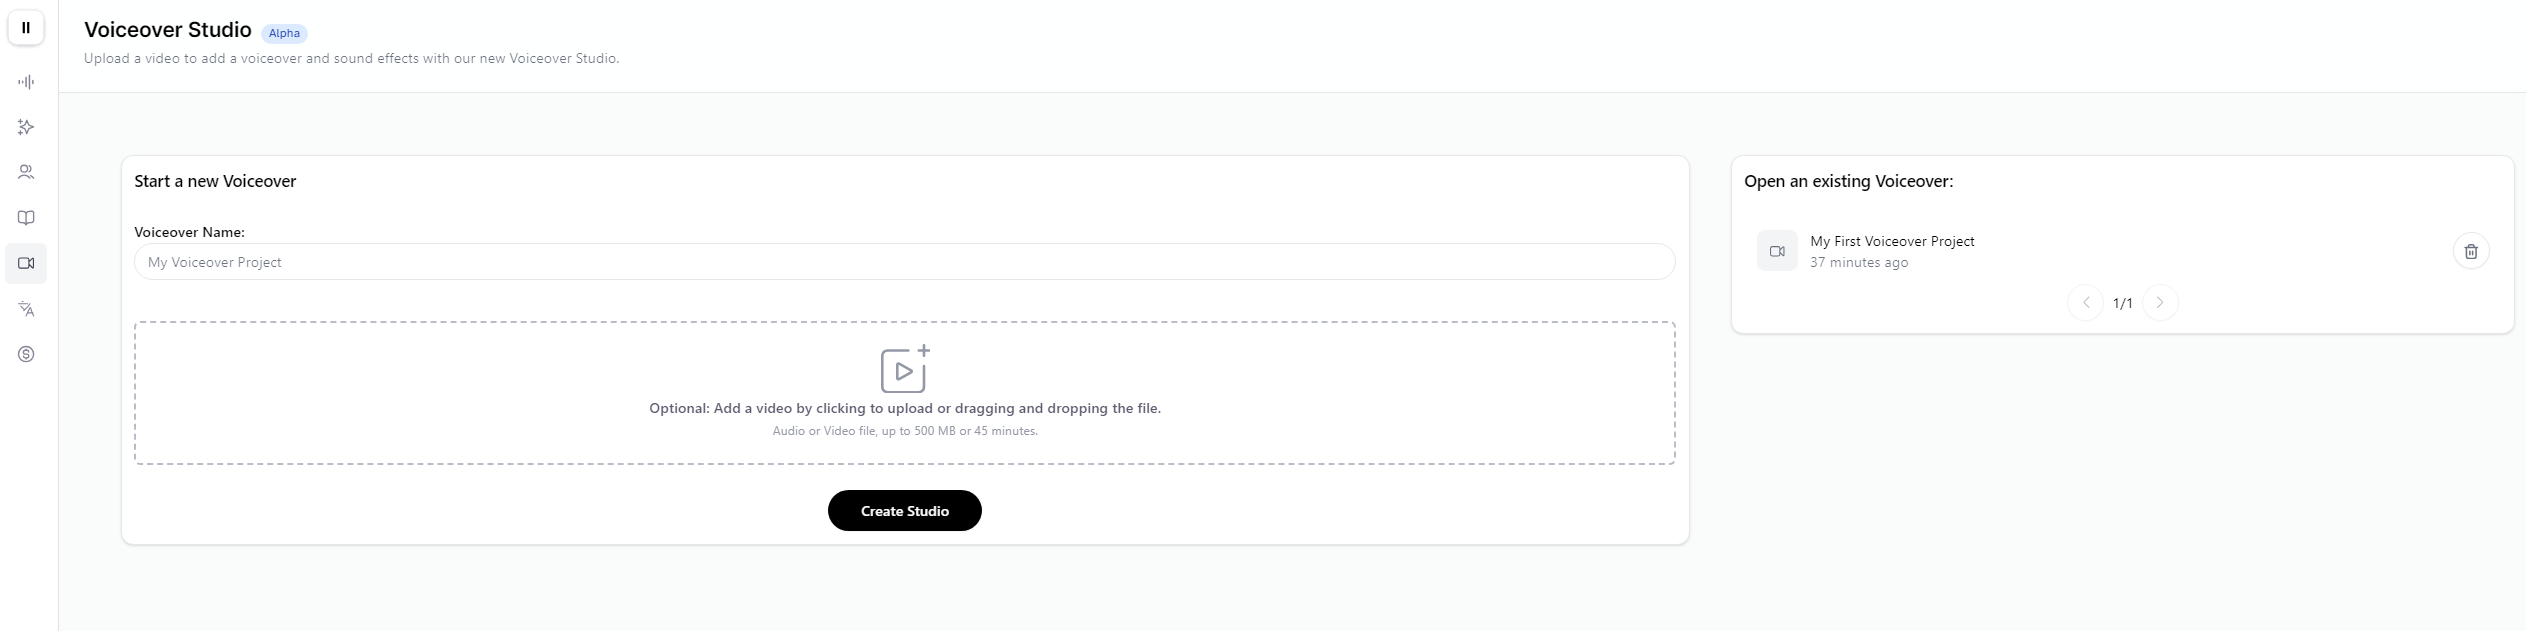 Voiceover Studio Alpha
Upload a video to add a voiceover and sound effects with our new Voiceover Studio.
Start a new Voiceover
Voiceover Name:
My Voiceover Project
Optional: Add a video by clicking to upload or dragging and dropping the file.
Audio or Video file, up to 500 MB or 45 minutes.
Create Studio
Open an existing Voiceover:
My First Voiceover Project
37 minutes ago
1/1